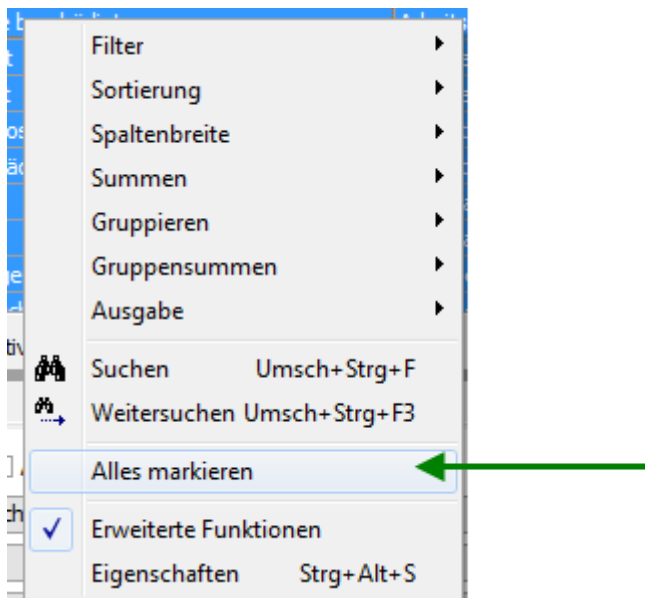 Filter
Sortierung
Spaltenbreite
Summen
Gruppieren
Gruppensummen
Ausgabe
Suchen Umsch+Strg+F
Weitersuchen Umsch+Strg+F3
Alles markieren
Erweiterte Funktionen
Eigenschaften Strg+Alt+S